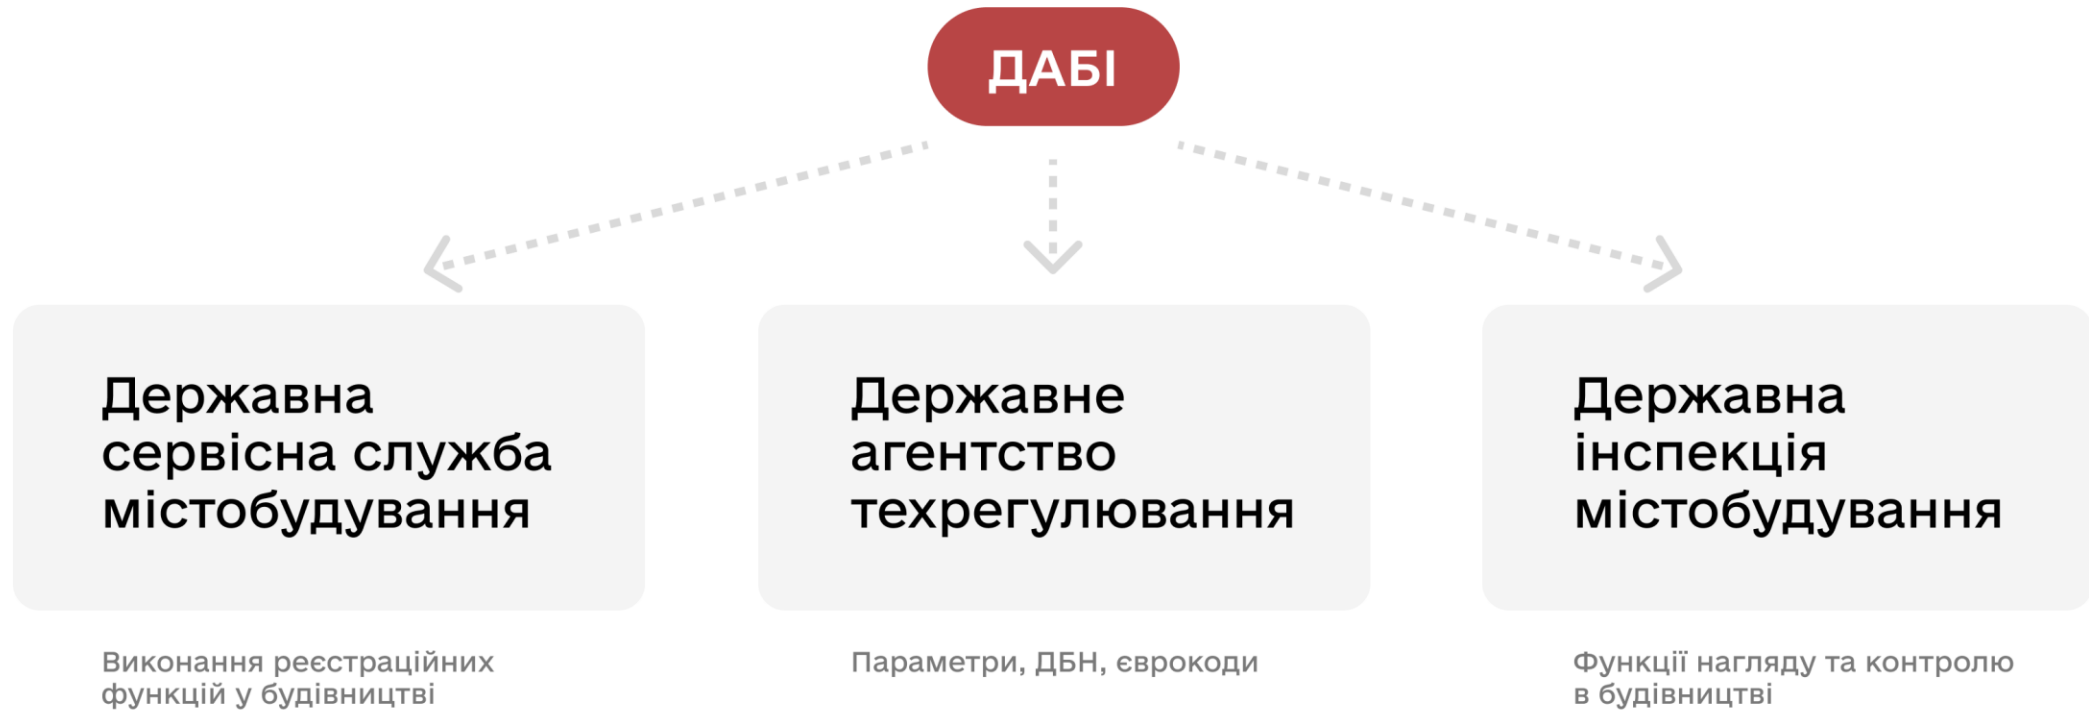 ДАБІ
Державна
сервісна служба
містобудування
Виконання реєстраційних
функцій у будівництві
Державне
агентство
техрегулювання
Параметри, ДБН, єврокоди
Державна
інспекція
містобудування
Функції нагляду та контролю
в будівництві